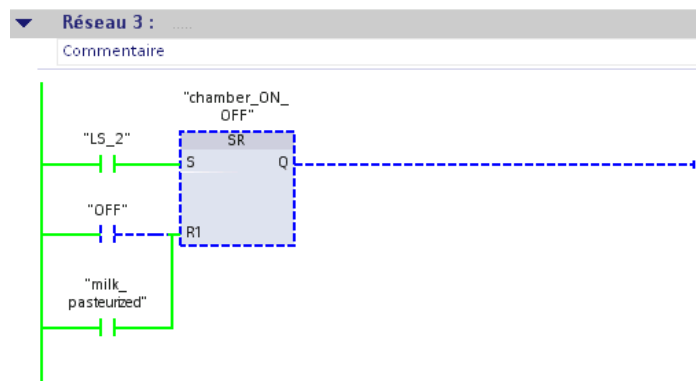 Réseau 3 : .....
Commentaire
"chamber_ON_
OFF"
"LS_2"
SR
S Q
"OFF"
R1
"milk_
pasteurized"